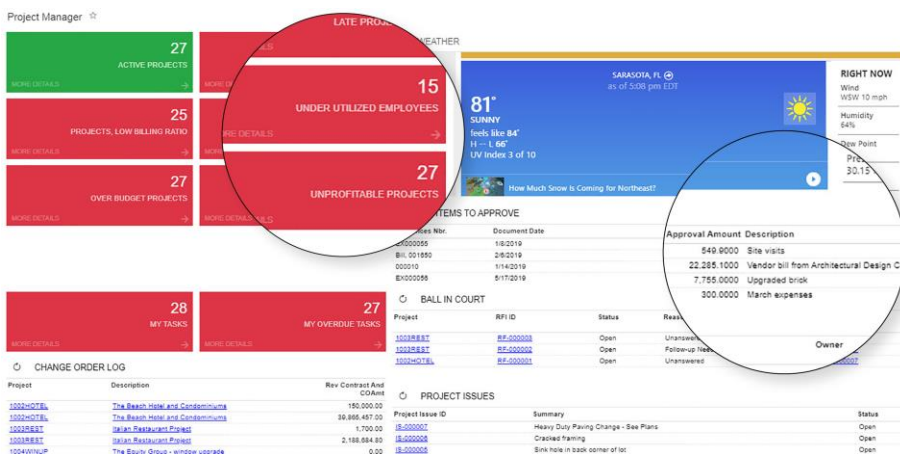 Project Manager ☆
27
ACTIVE PROJECTS
MORE DETAILS
25
PROJECTS, LOW BILLING RATIO
MORE DETAILS
27
OVER BUDGET PROJECTS
MORE DETAILS
MORE DETAILS
LATE
15
UNDER UTILIZED EMPLOYEES
MORE DETAILS
27
UNPROFITABLE PROJECTS
28
MY TASKS
MORE DETAILS
27
MY OVERDUE TASKS
MORE DETAILS
CHANGE ORDER LOG
Project Description Rev Contract And COAmt
1002HOTEL The Beach Hotel and Condominiums 150,000.00
1002HOTEL The Beach Hotel and Condominiums 39,866,457.00
1003REST Italian Restaurant Project 1,700.00
1003REST Italian Restaurant Project 2,188,684.80
1004WINUP The Equity Group - window upgrade 0.00
WEATHER
SARASOTA, FL
as of 5:08 pm EDT
81°
SUNNY
feels like 84°
H -- L 66°
UV Index 3 of 10
How Much Snow Is Coming for Northeast?
RIGHT NOW
Wind
WSW 10 mph
Humidity
64%
Dew Point
30.15
ITEMS TO APPROVE
Nbr. Document Date
EX000055 1/8/2019
Bill, 001650 2/6/2019
000010 1/14/2019
EX000056 5/17/2019
Approval Amount Description
549.9000 Site visits
22,285.1000 Vendor bill from Architectural Design
7,755.0000 Upgraded brick
300.0000 March expenses
Owner
BALL IN COURT
Project RFI ID Status
1003REST RF-000003 Open
1003REST RF-000002 Open Follow-up
1002HOTEL RF-000001 Open Unanswered
PROJECT ISSUES
Project Issue ID Summary Status
IS-000007 Heavy Duty Paving Change - See Plans Open
IS-000006 Cracked framing Open
IS-000005 Sink hole in back corner of lot Open